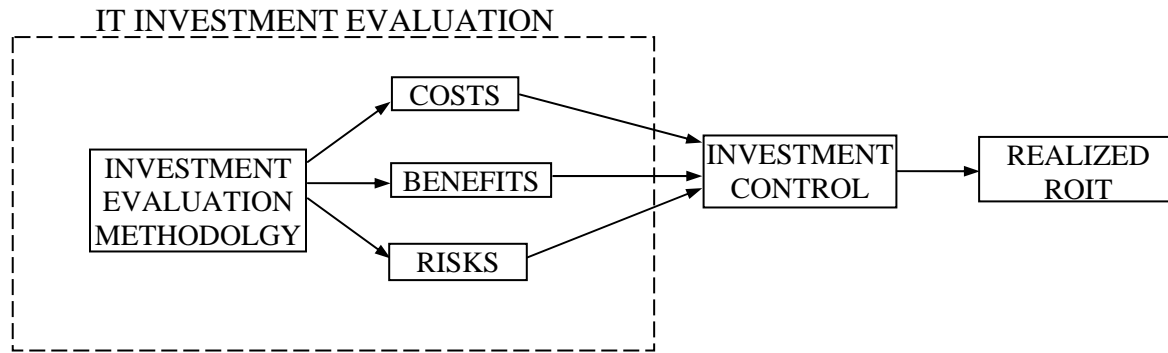 IT INVESTMENT EVALUATION
COSTS
INVESTMENT
EVALUATION
METHODOLGY
BENEFITS
RISKS
INVESTMENT
CONTROL
REALIZED
ROIT